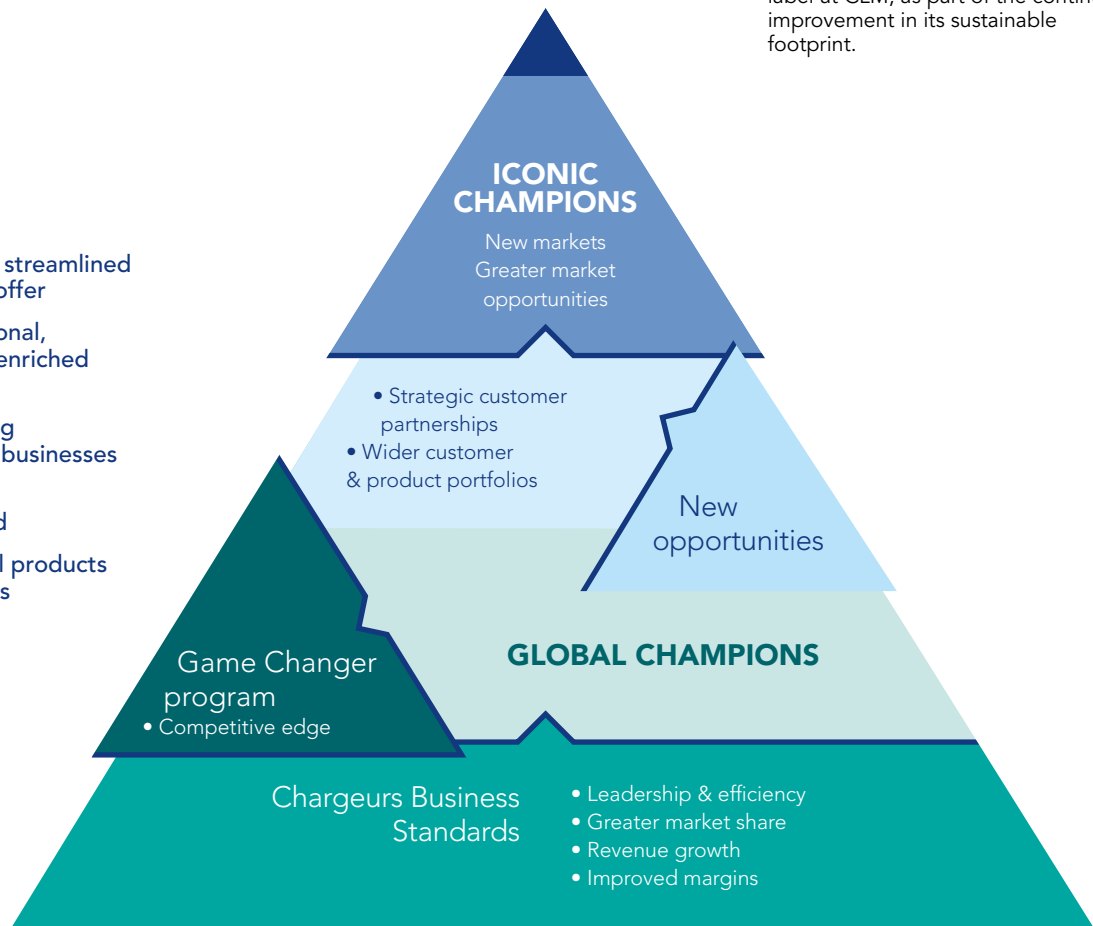 improvement in its sustainable
footprint.
ICONIC
CHAMPIONS
New markets
Greater market
opportunities
streamlined
offer
enriched
businesses
products
• Strategic customer
partnerships
• Wider customer
& product portfolios
New
opportunities
GLOBAL CHAMPIONS
Game Changer
program
• Competitive edge
Chargeurs Business
Standards
• Leadership & efficiency
• Greater market share
• Revenue growth
• Improved margins